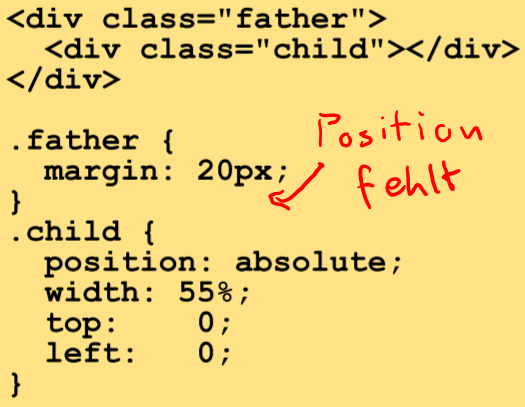 <div class="father">
  <div class="child"></div>
</div>

.father {
  margin: 20px;
}
.child {
  position: absolute;
  width: 55%;
  top:    0;
  left:   0;
}
Position
fehlt